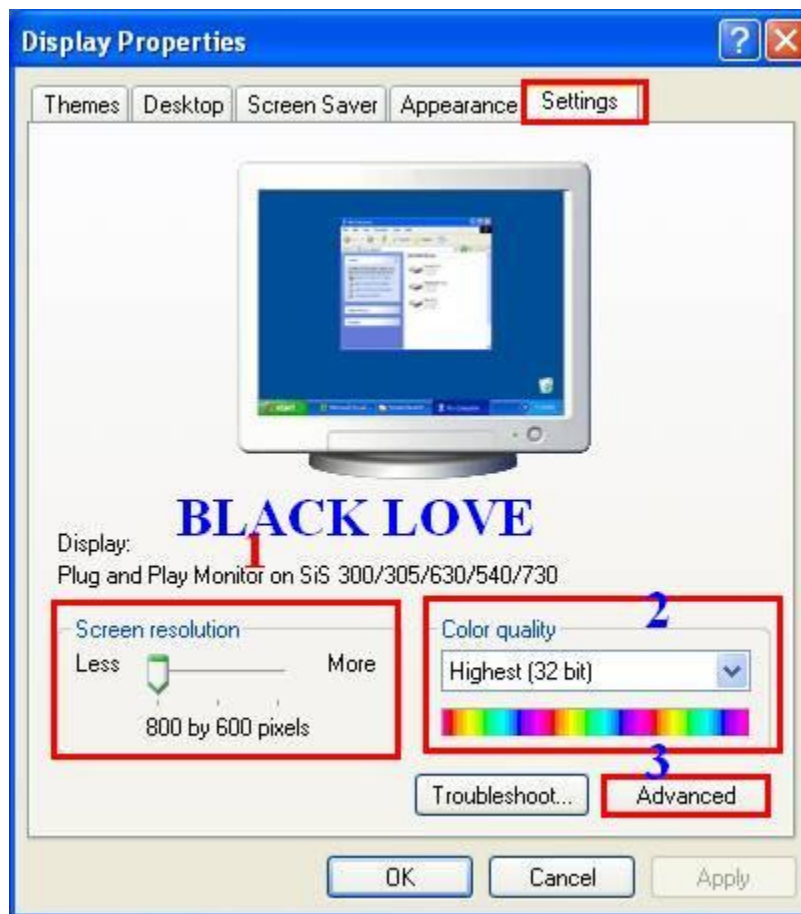 Display Properties
Themes Desktop Screen Saver Appearance Settings
BLACK LOVE
1
Display:
Plug and Play Monitor on SiS 300/305/630/540/730
2
Screen resolution
Less More
800 by 600 pixels
Color quality
Highest (32 bit)
3
Troubleshoot... Advanced
OK Cancel Apply